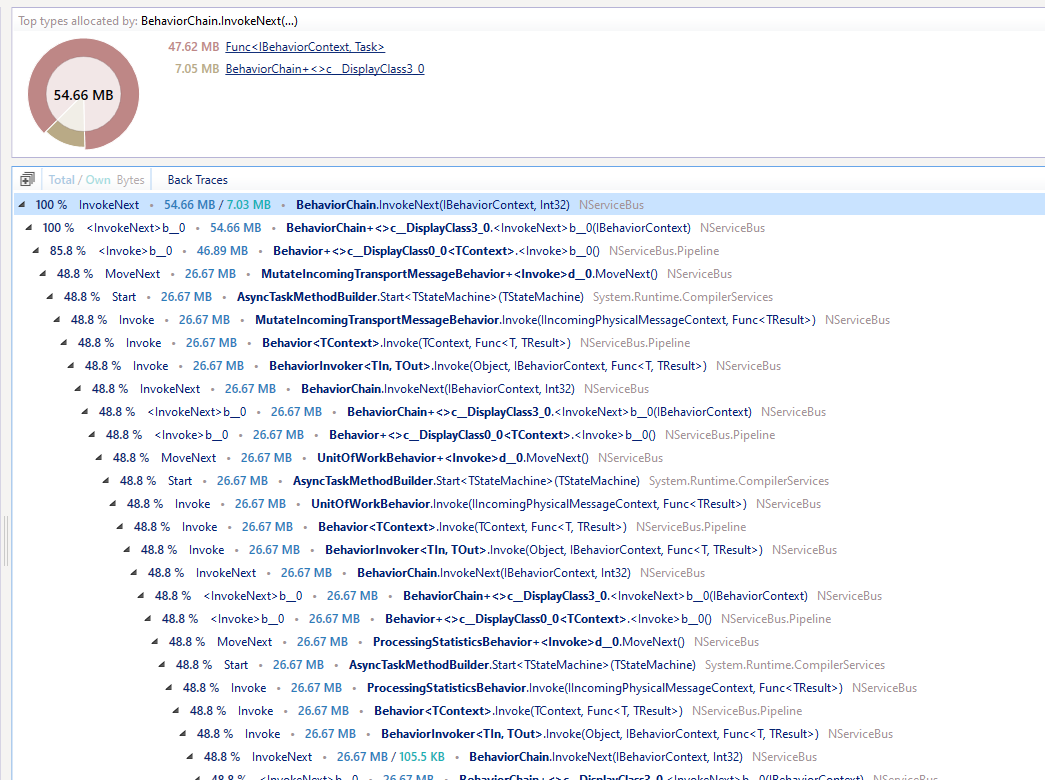 Top types allocated by: BehaviorChain.InvokeNext(...)
47.62 MB Func<IBehaviorContext, Task>
7.05 MB BehaviorChain+<>c__DisplayClass3_0
54.66 MB
Total / Own Bytes Back Traces
100 % InvokeNext • 54.66 MB / 7.03 MB • BehaviorChain.InvokeNext(IBehaviorContext, Int32) NServiceBus
100 % <InvokeNext>b__0 • 54.66 MB • BehaviorChain+<>c__DisplayClass3_0.<InvokeNext>b__0(IBehaviorContext) NServiceBus
85.8 % <Invoke>b__0 • 46.89 MB • Behavior+<>c__DisplayClass0_0<TContext>.<Invoke>b__0() NServiceBus.Pipeline
48.8 % MoveNext • 26.67 MB • MutateIncomingTransportMessageBehavior+<Invoke>d__0.MoveNext() NServiceBus
48.8 % Start • 26.67 MB • AsyncTaskMethodBuilder.Start<TStateMachine>(TStateMachine) System.Runtime.CompilerServices
48.8 % Invoke • 26.67 MB • MutateIncomingTransportMessageBehavior.Invoke(IIncomingPhysicalMessageContext, Func<TResult>) NServiceBus
48.8 % Invoke • 26.67 MB • Behavior<TContext>.Invoke(TContext, Func<T, TResult>) NServiceBus.Pipeline
48.8 % Invoke • 26.67 MB • BehaviorInvoker<TIn, TOut>.Invoke(Object, IBehaviorContext, Func<T, TResult>) NServiceBus
48.8 % InvokeNext • 26.67 MB • BehaviorChain.InvokeNext(IBehaviorContext, Int32) NServiceBus
48.8 % <InvokeNext>b__0 • 26.67 MB • BehaviorChain+<>c__DisplayClass3_0.<InvokeNext>b__0(IBehaviorContext) NServiceBus
48.8 % <Invoke>b__0 • 26.67 MB • Behavior+<>c__DisplayClass0_0<TContext>.<Invoke>b__0() NServiceBus.Pipeline
48.8 % MoveNext • 26.67 MB • UnitOfWorkBehavior+<Invoke>d__0.MoveNext() NServiceBus
48.8 % Start • 26.67 MB • AsyncTaskMethodBuilder.Start<TStateMachine>(TStateMachine) System.Runtime.CompilerServices
48.8 % Invoke • 26.67 MB • UnitOfWorkBehavior.Invoke(IIncomingPhysicalMessageContext, Func<TResult>) NServiceBus
48.8 % Invoke • 26.67 MB • Behavior<TContext>.Invoke(TContext, Func<T, TResult>) NServiceBus.Pipeline
48.8 % Invoke • 26.67 MB • BehaviorInvoker<TIn, TOut>.Invoke(Object, IBehaviorContext, Func<T, TResult>) NServiceBus
48.8 % InvokeNext • 26.67 MB • BehaviorChain.InvokeNext(IBehaviorContext, Int32) NServiceBus
48.8 % <InvokeNext>b__0 • 26.67 MB • BehaviorChain+<>c__DisplayClass3_0.<InvokeNext>b__0(IBehaviorContext) NServiceBus
48.8 % <Invoke>b__0 • 26.67 MB • Behavior+<>c__DisplayClass0_0<TContext>.<Invoke>b__0() NServiceBus.Pipeline
48.8 % MoveNext • 26.67 MB • ProcessingStatisticsBehavior+<Invoke>d__0.MoveNext() NServiceBus
48.8 % Start • 26.67 MB • AsyncTaskMethodBuilder.Start<TStateMachine>(TStateMachine) System.Runtime.CompilerServices
48.8 % Invoke • 26.67 MB • ProcessingStatisticsBehavior.Invoke(IIncomingPhysicalMessageContext, Func<TResult>) NServiceBus
48.8 % Invoke • 26.67 MB • Behavior<TContext>.Invoke(TContext, Func<T, TResult>) NServiceBus.Pipeline
48.8 % Invoke • 26.67 MB • BehaviorInvoker<TIn, TOut>.Invoke(Object, IBehaviorContext, Func<T, TResult>) NServiceBus
48.8 % InvokeNext • 26.67 MB / 105.5 KB • BehaviorChain.InvokeNext(IBehaviorContext, Int32) NServiceBus
48.8 % <InvokeNext>b__0 • 26.67 MB • BehaviorChain+<>c__DisplayClass3_0.<InvokeNext>b__0(IBehaviorContext) NServiceBus